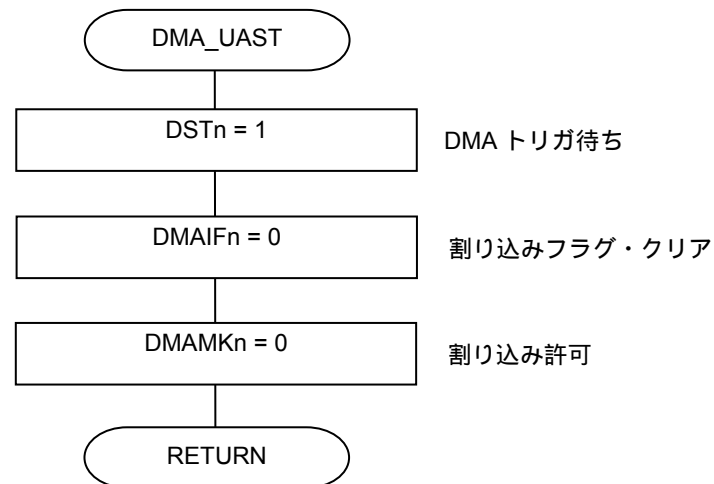 DMA_UAST
DSTn = 1
DMA トリガ待ち
DMAIFn = 0
割り込みフラグ・クリア
DMAMKn = 0
割り込み許可
RETURN